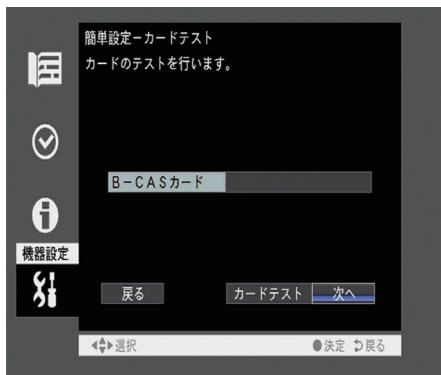 簡単設定－カードテスト
カードのテストを行います。
B－CASカード
機器設定
戻る
カードテスト
次へ
選択
決定
戻る